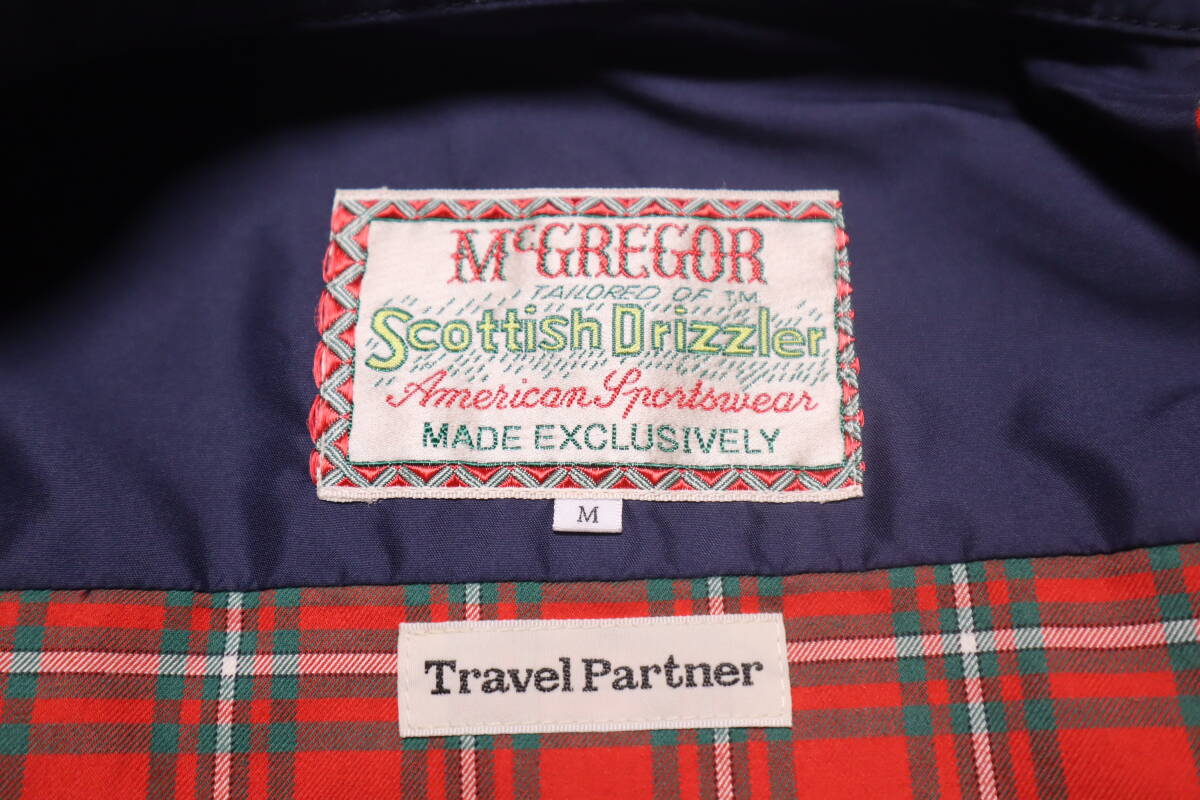 McGREGOR
TAILORED OF T.M.
Scottish Drizzler
American Sportswear
MADE EXCLUSIVELY
M
Travel Partner